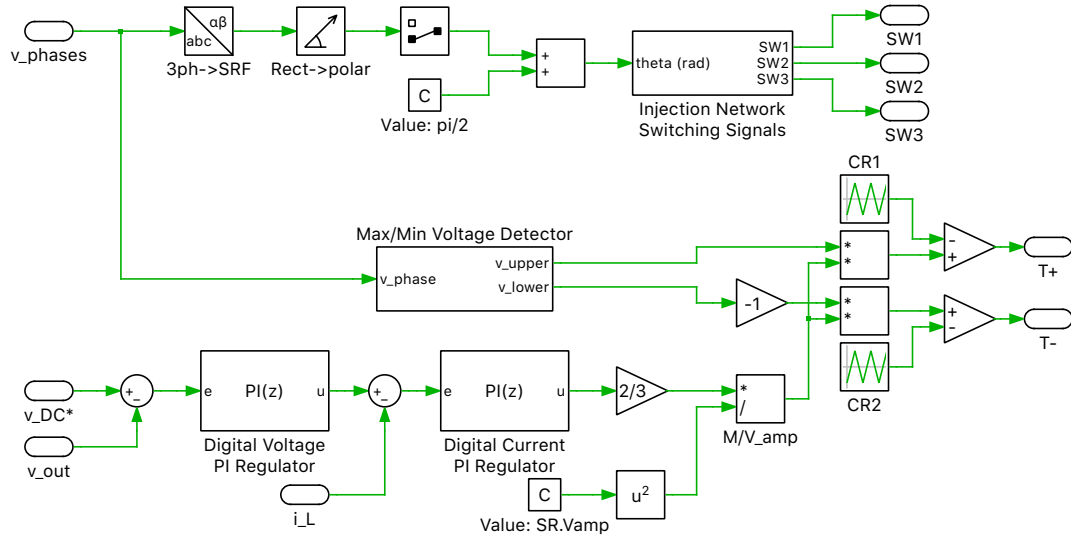 v_phases
αβ
abc
3ph->SRF
Rect->polar
C
Value: pi/2
+
+
theta (rad)
SW1
SW2
SW3
Injection Network
Switching Signals
SW1
SW2
SW3
CR1
Max/Min Voltage Detector
v_phase
v_upper
v_lower
-1
*
*
*
*
-
+
T+
+
-
T-
CR2
v_DC*
v_out
+
-
e
PI(z)
u
Digital Voltage
PI Regulator
+
-
i_L
e
PI(z)
u
Digital Current
PI Regulator
2/3
*
/
M/V_amp
C
Value: SR.Vamp
u²